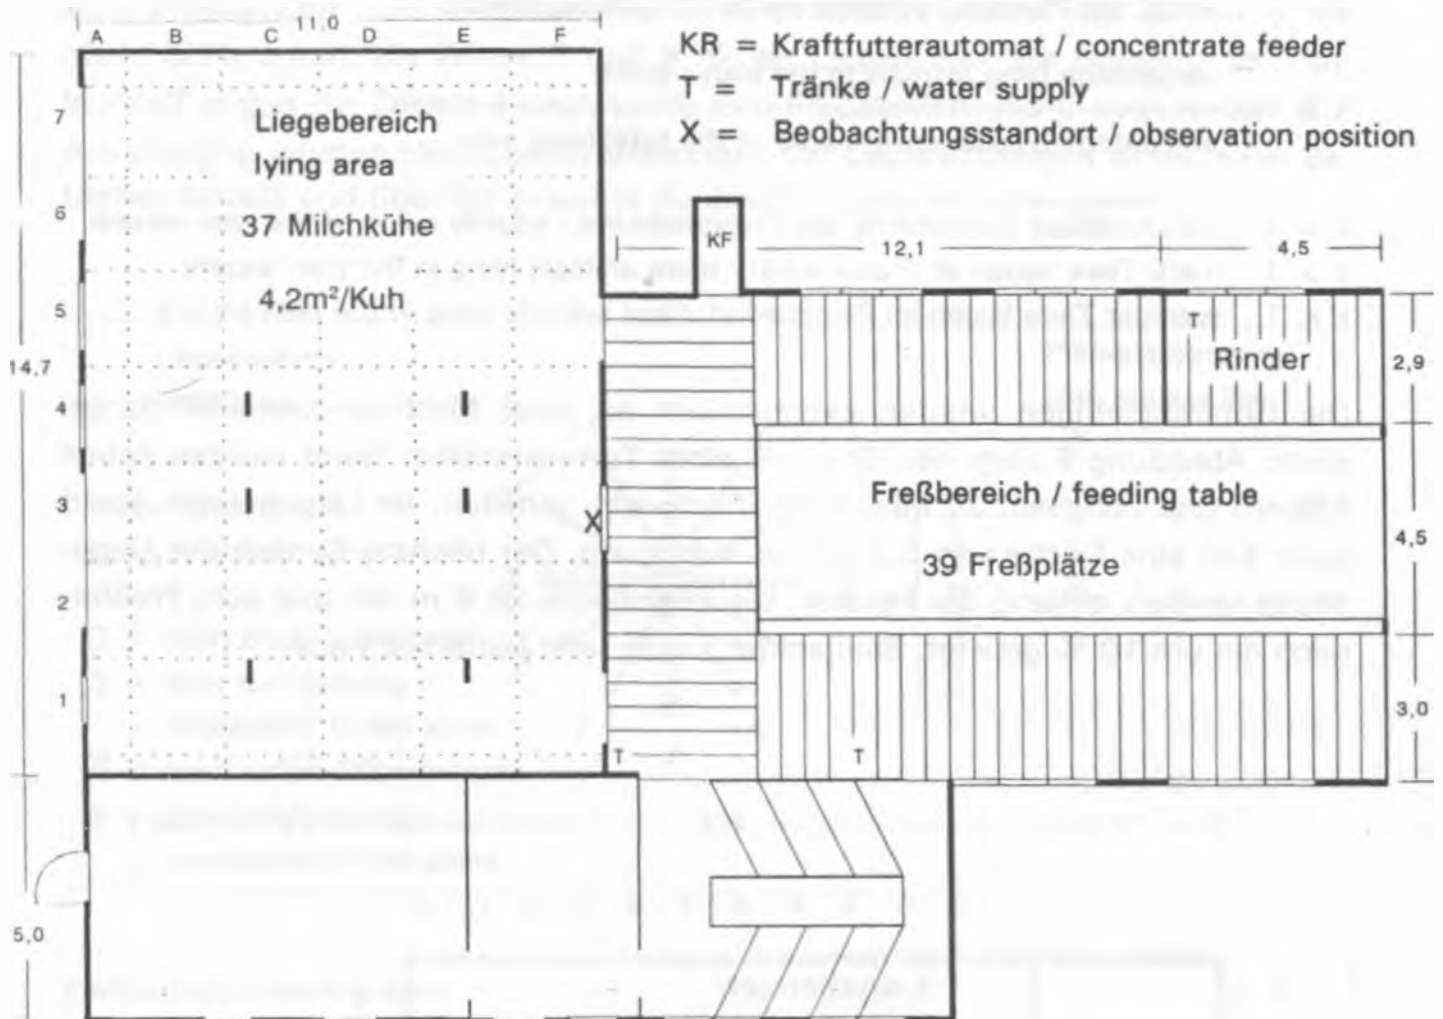 11,0
A B C D E F
KR = Kraftfutterautomat / concentrate feeder
T = Tränke / water supply
X = Beobachtungsstandort / observation position
7
Liegebereich
lying area
6
37 Milchkühe
4,2m²/Kuh
KF
12,1
4,5
5
T
Rinder
2,9
14,7
4
3
X
Freßbereich / feeding table
39 Freßplätze
4,5
2
1
3,0
T
T
5,0